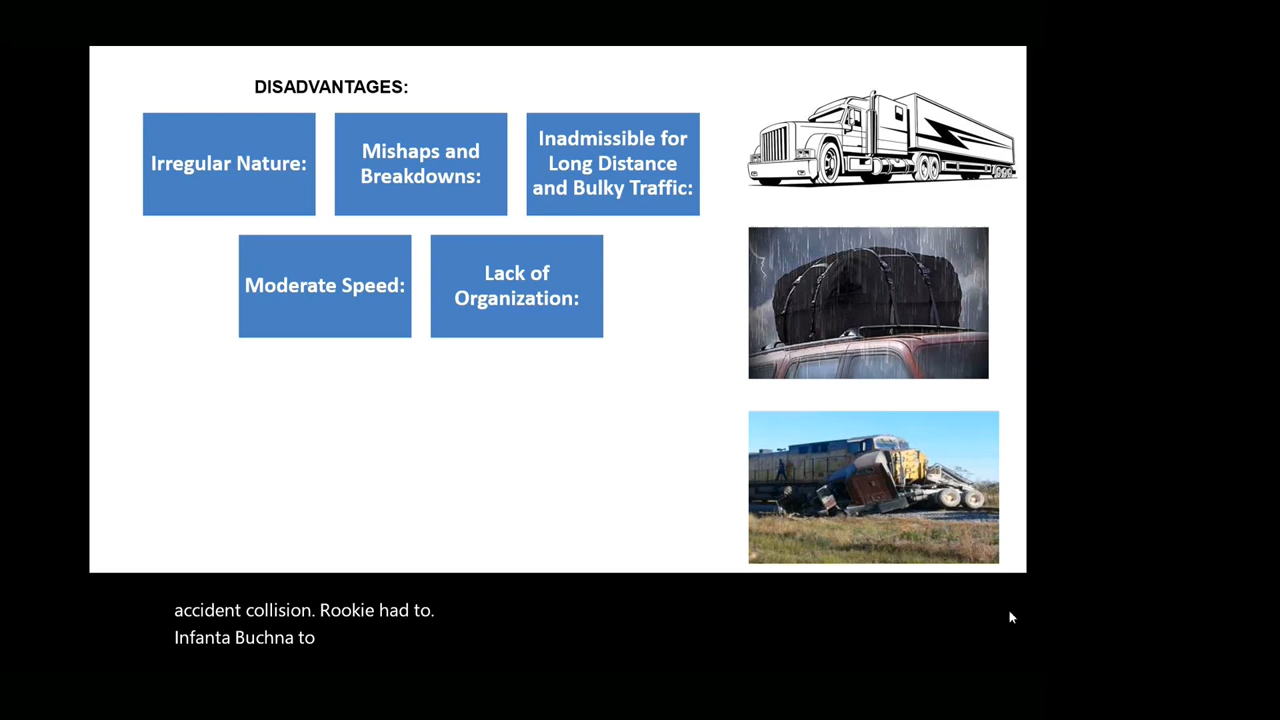 DISADVANTAGES:
Irregular Nature:
Mishaps and
Breakdowns:
Inadmissible for
Long Distance
and Bulky Traffic:
Moderate Speed:
Lack of
Organization:
accident collision. Rookie had to.
Infanta Buchna to